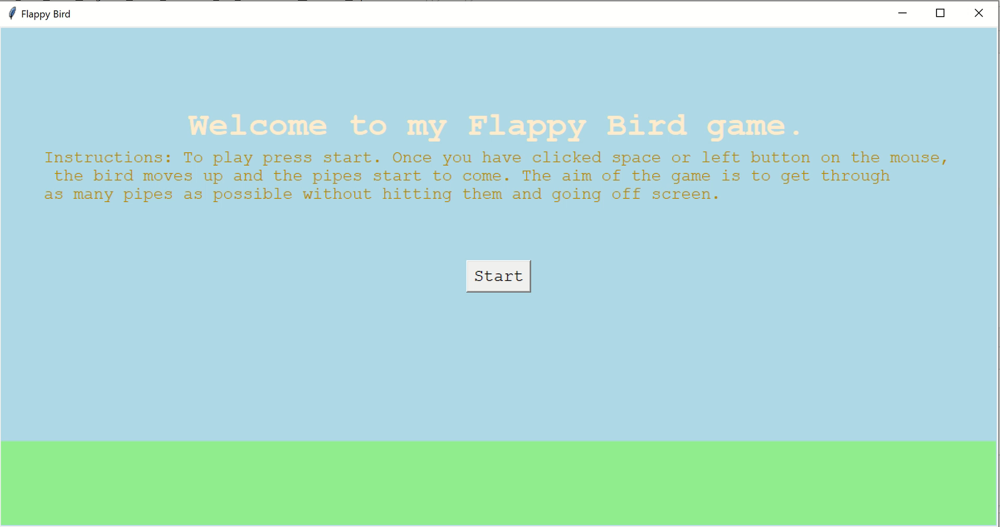 Flappy Bird
Welcome to my Flappy Bird game.
Instructions: To play press start. Once you have clicked space or left button on the mouse,
the bird moves up and the pipes start to come. The aim of the game is to get through
as many pipes as possible without hitting them and going off screen.
Start